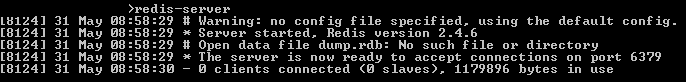 >redis-server
[8124] 31 May 08:58:29 # Warning: no config file specified, using the default config.
[8124] 31 May 08:58:29 * Server started, Redis version 2.4.6
[8124] 31 May 08:58:29 # Open data file dump.rdb: No such file or directory
[8124] 31 May 08:58:29 * The server is now ready to accept connections on port 6379
[8124] 31 May 08:58:30 - 0 clients connected (0 slaves), 1179896 bytes in use